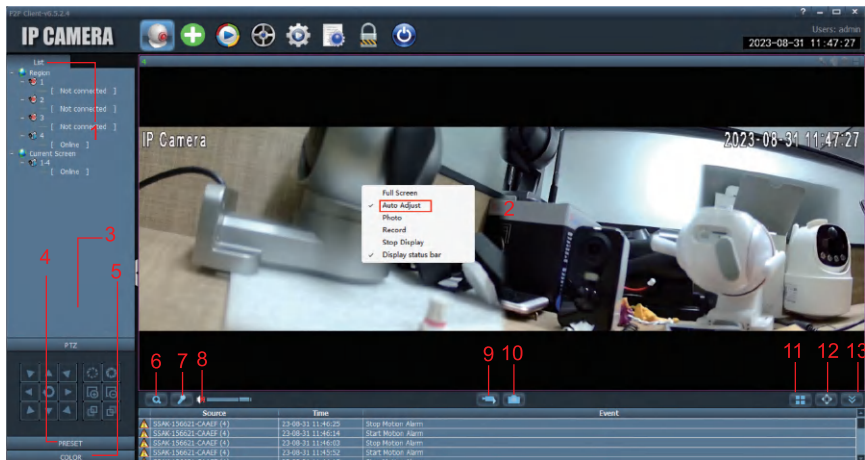 P2P Client-v6.5.2.4
IP CAMERA
Users: admin
2023-08-31 11:47:27
List
Region
1
[ Not connected ]
2
[ Not connected ]
3
[ Not connected ]
4
[ Online ]
Current Screen
1-4
[ Online ]
1
3
4
5
PTZ
PRESET
COLOR
IP Camera
2023-08-31 11:47:27
Full Screen
Auto Adjust
Photo
Record
Stop Display
Display status bar
2
6
7
8
9
10
11
12
13
Source Time Event
SSAK-156621-CAAEF (4) 23-08-31 11:46:25 Stop Motion Alarm
SSAK-156621-CAAEF (4) 23-08-31 11:46:14 Start Motion Alarm
SSAK-156621-CAAEF (4) 23-08-31 11:46:03 Stop Motion Alarm
SSAK-156621-CAAEF (4) 23-08-31 11:45:52 Start Motion Alarm